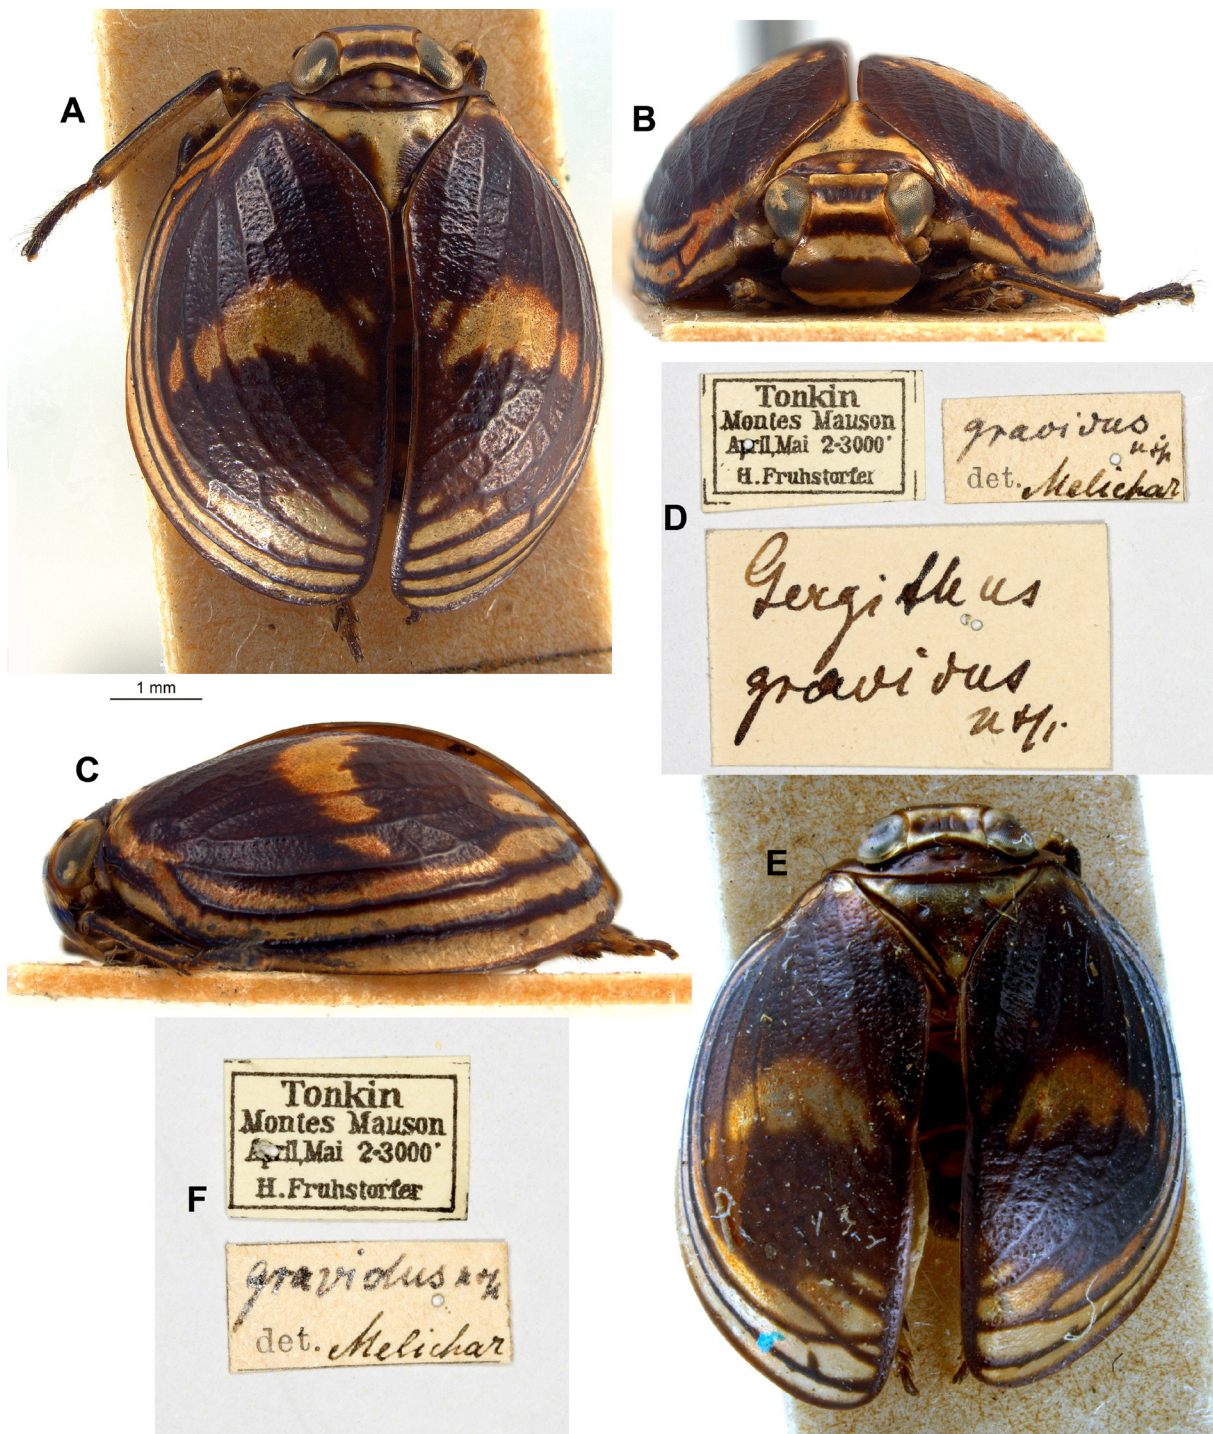 A
B
Tonkin
Montes Mauson
April,Mai 2-3000'
H.Fruhstorfer
gravidus
n sp
det. Melichar
D
Gergithus
gravidus
n sp.
1 mm
C
E
Tonkin
Montes Mauson
April,Mai 2-3000'
H.Fruhstorfer
F
gravidus n sp
det. Melichar